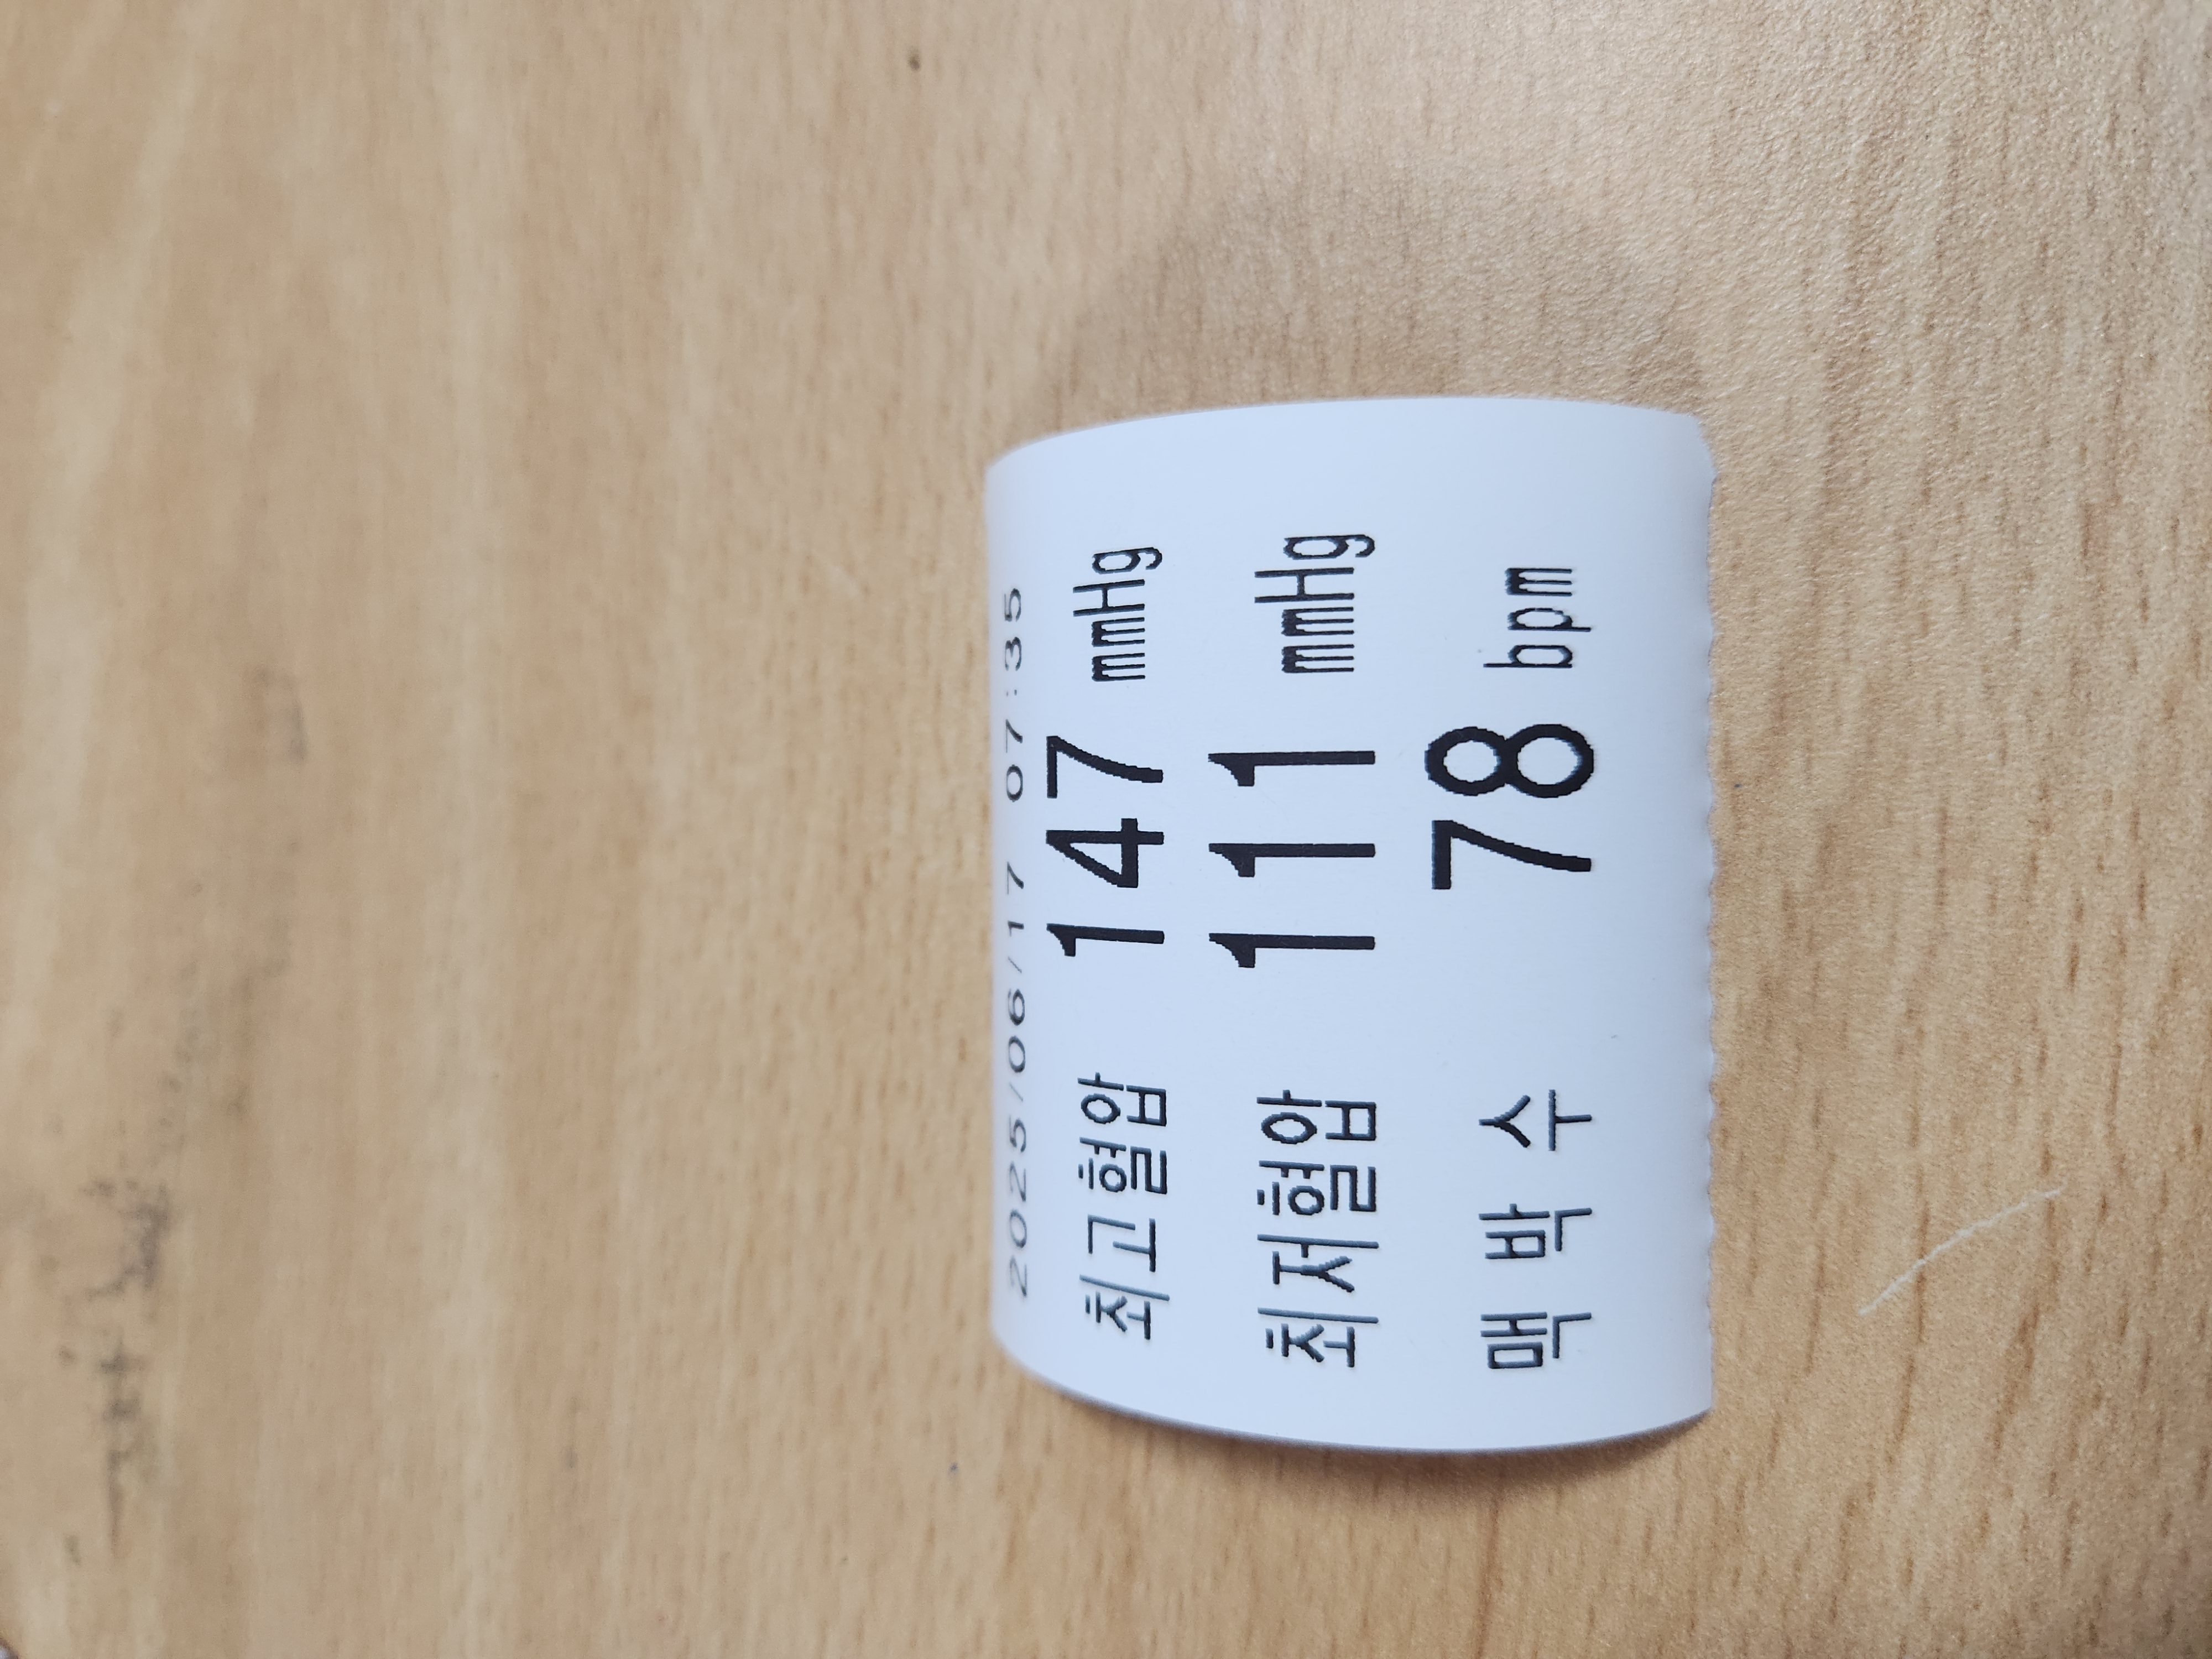 2025/06/17 07:35
최고혈압 147 mmHg
최저혈압 111 mmHg
맥 박 수 78 bpm